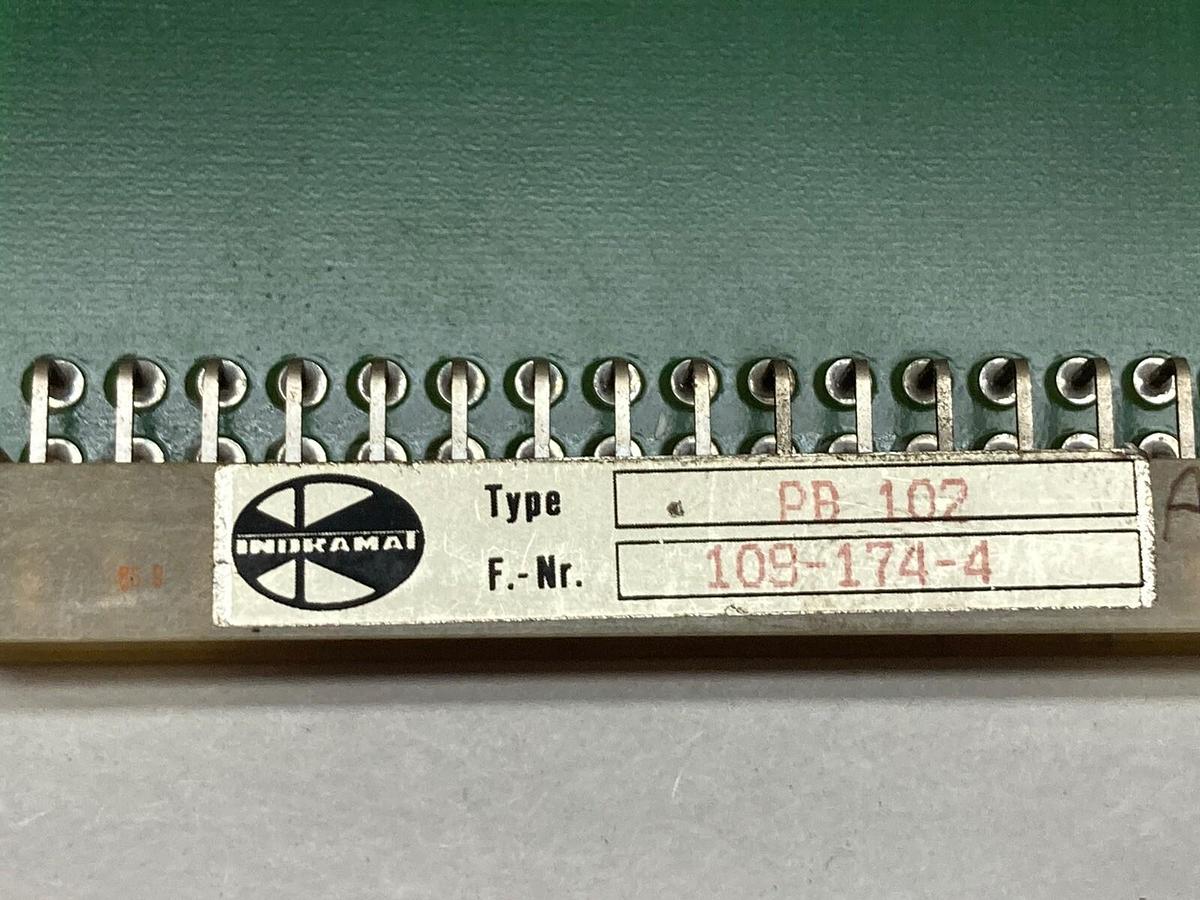 INDRAMAT
Type PB 102
F.-Nr. 109-174-4
A